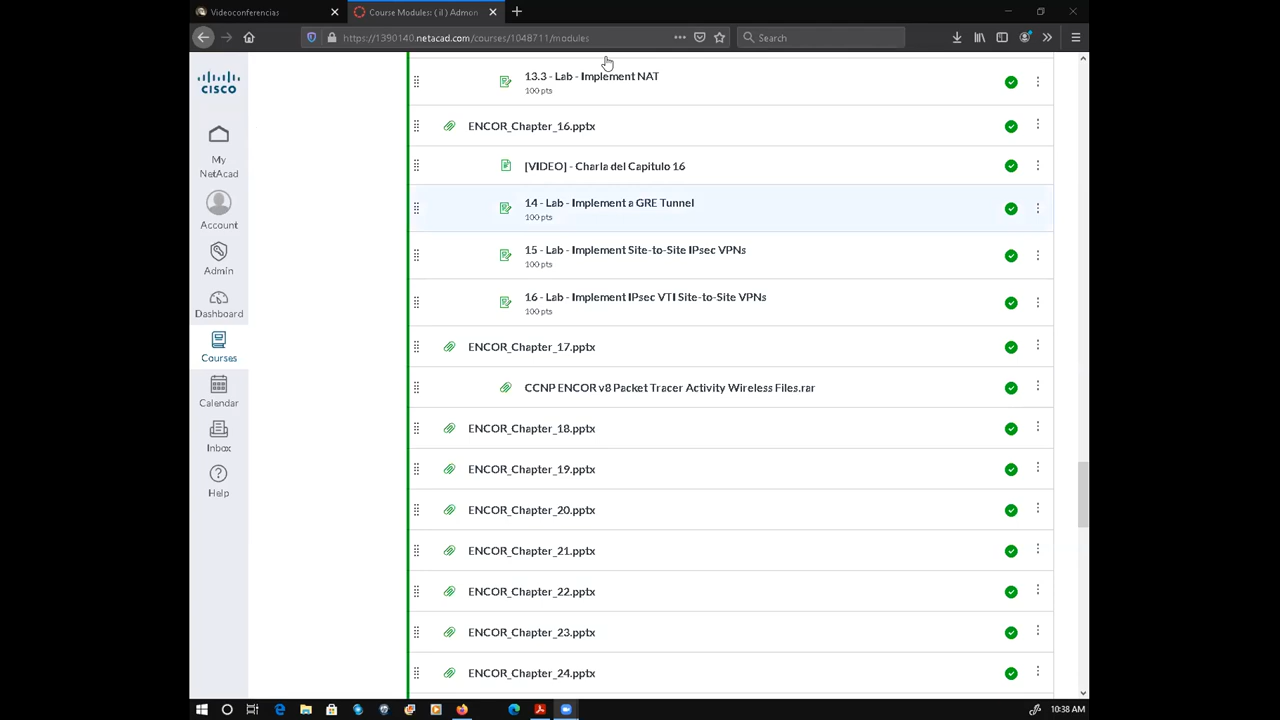 Videoconferencias
Course Modules: ( il ) Admon
https://1390140.netacad.com/courses/1048711/modules
Search
CISCO
My
NetAcad
Account
Admin
Dashboard
Courses
Calendar
Inbox
Help
13.3 - Lab - Implement NAT
100 pts
ENCOR_Chapter_16.pptx
[VIDEO] - Charla del Capitulo 16
14 - Lab - Implement a GRE Tunnel
100 pts
15 - Lab - Implement Site-to-Site IPsec VPNs
100 pts
16 - Lab - Implement IPsec VTI Site-to-Site VPNs
100 pts
ENCOR_Chapter_17.pptx
CCNP ENCOR v8 Packet Tracer Activity Wireless Files.rar
ENCOR_Chapter_18.pptx
ENCOR_Chapter_19.pptx
ENCOR_Chapter_20.pptx
ENCOR_Chapter_21.pptx
ENCOR_Chapter_22.pptx
ENCOR_Chapter_23.pptx
ENCOR_Chapter_24.pptx
10:38 AM